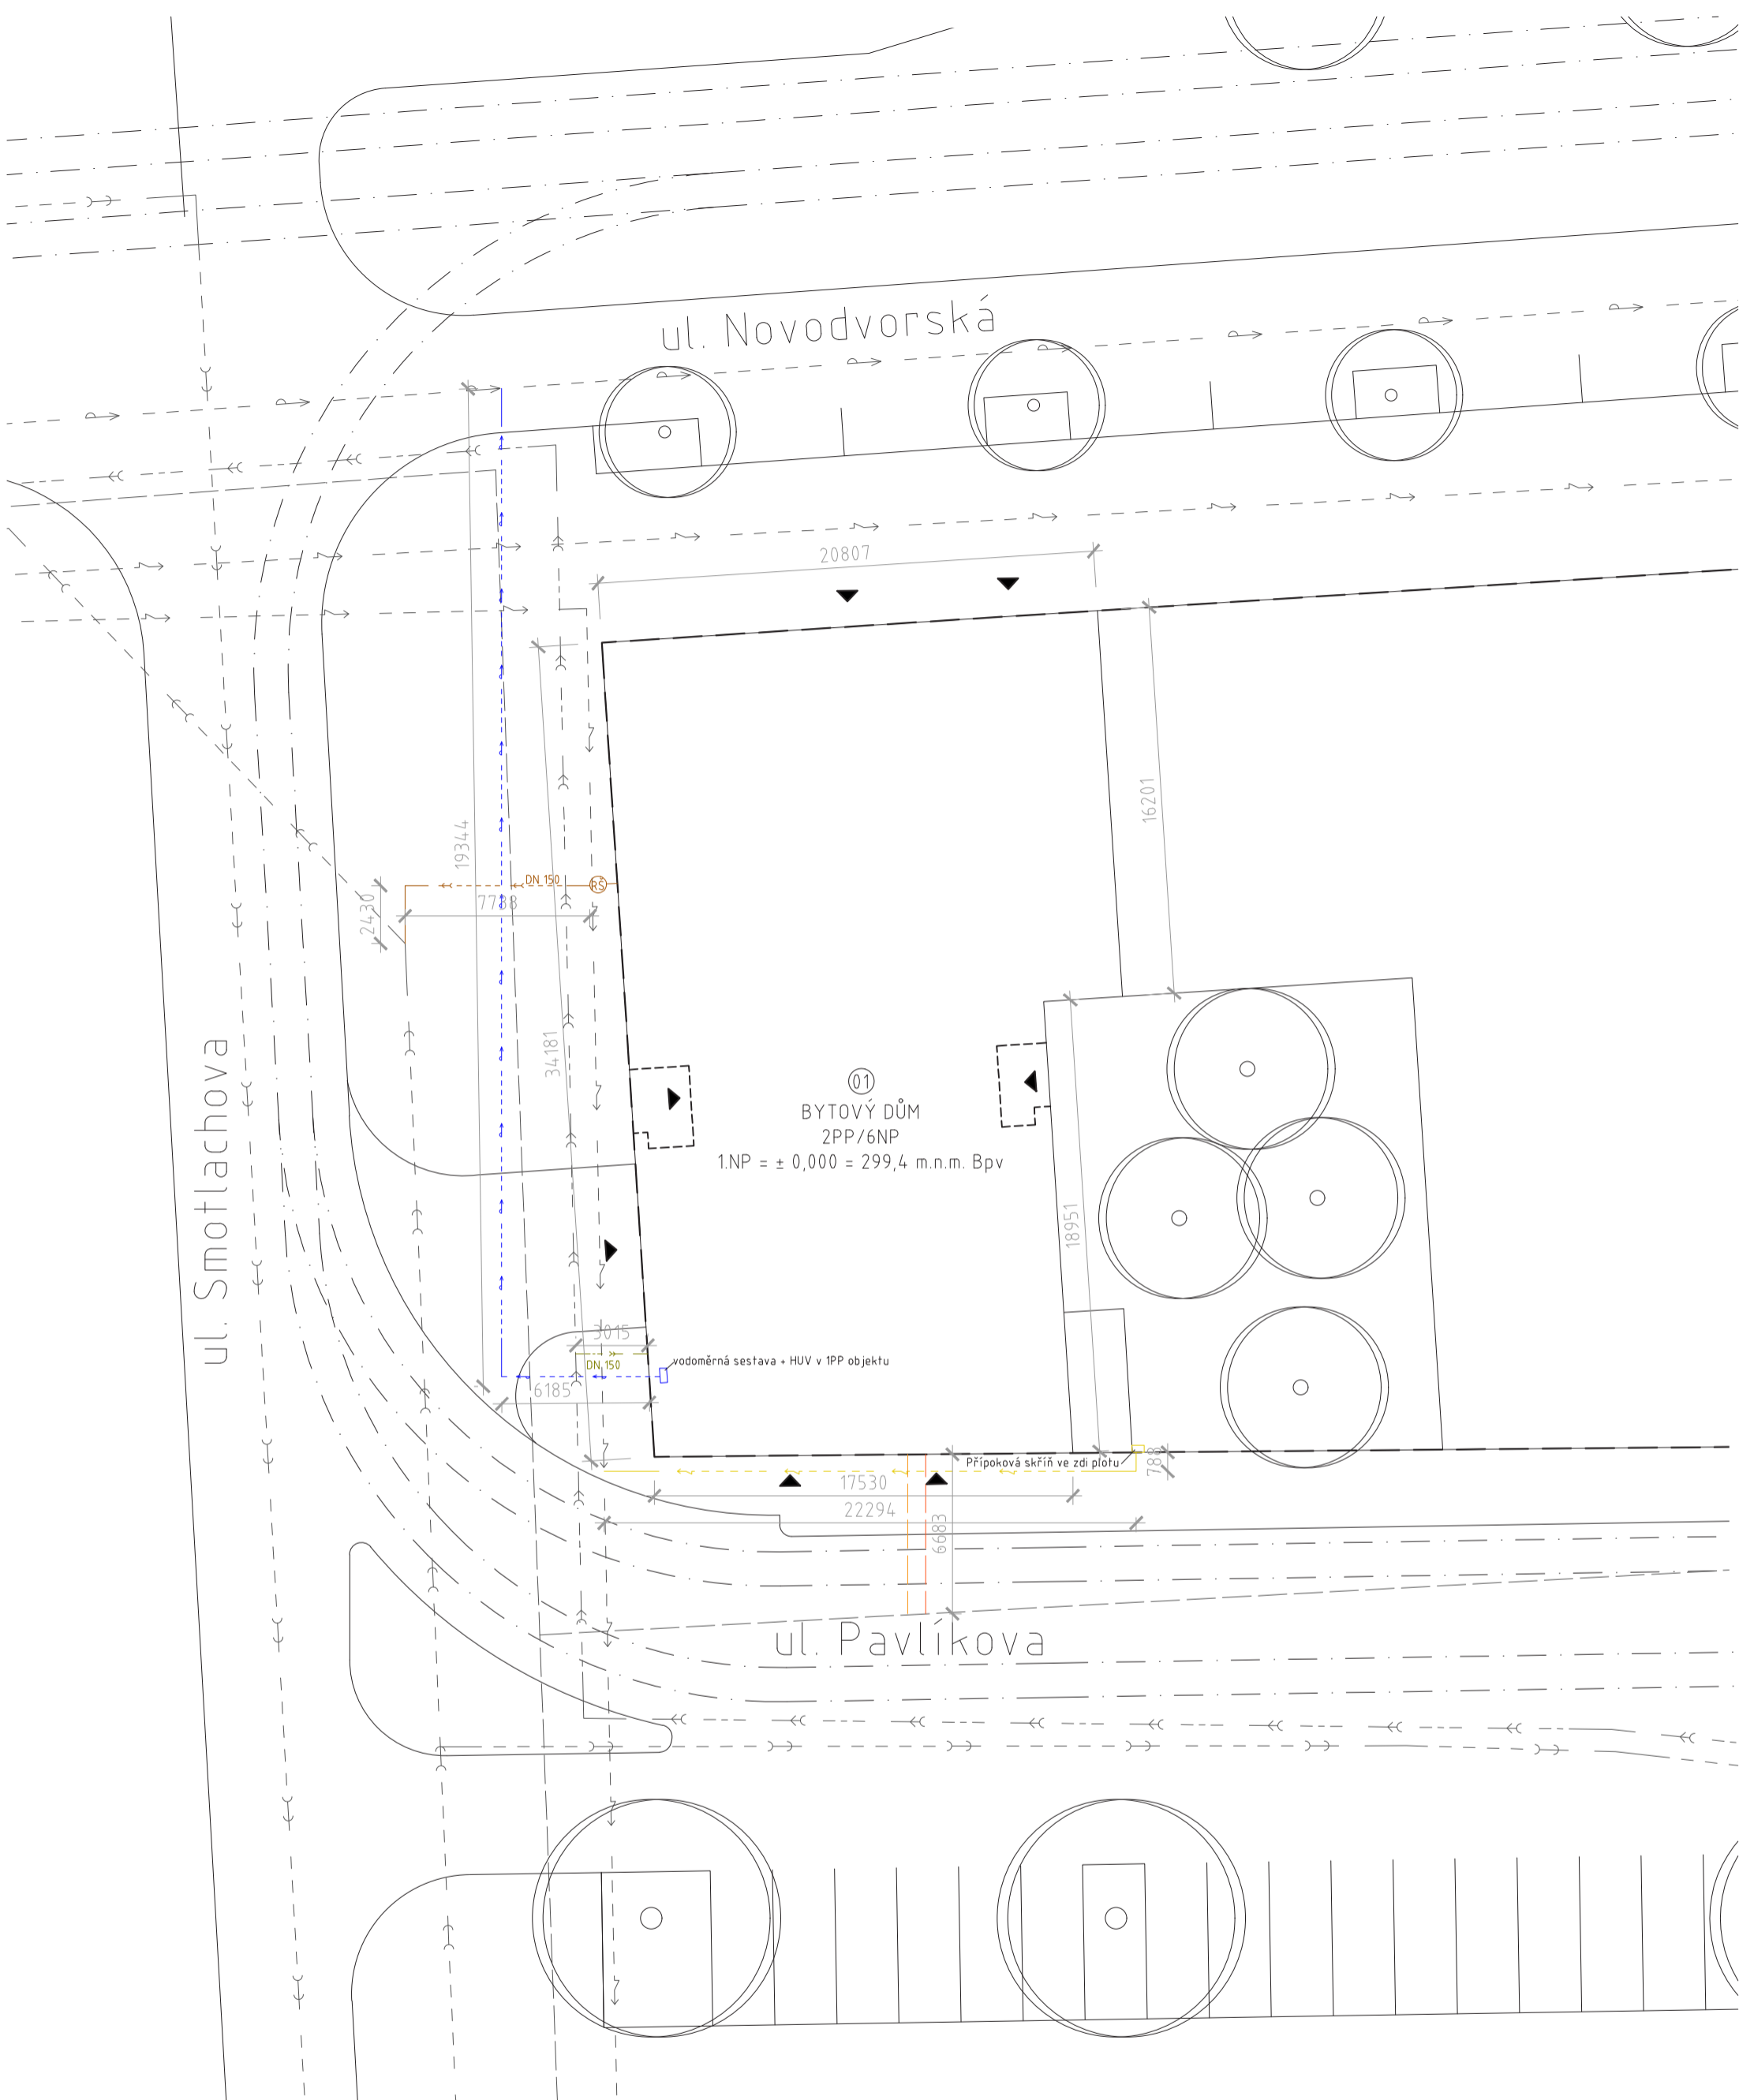 ul. Novodvorská
20807
16201
19344
DN 150
RŠ
7738
2430
34181
ul. Smotlachova
01
BYTOVÝ DŮM
2PP/6NP
1.NP = ± 0,000 = 299,4 m.n.m. Bpv
18951
3015
vodoměrná sestava + HUV v 1PP objektu
DN 150
6185
Přípoková skříň ve zdi plotu
788
17530
22294
6683
ul. Pavlíkova